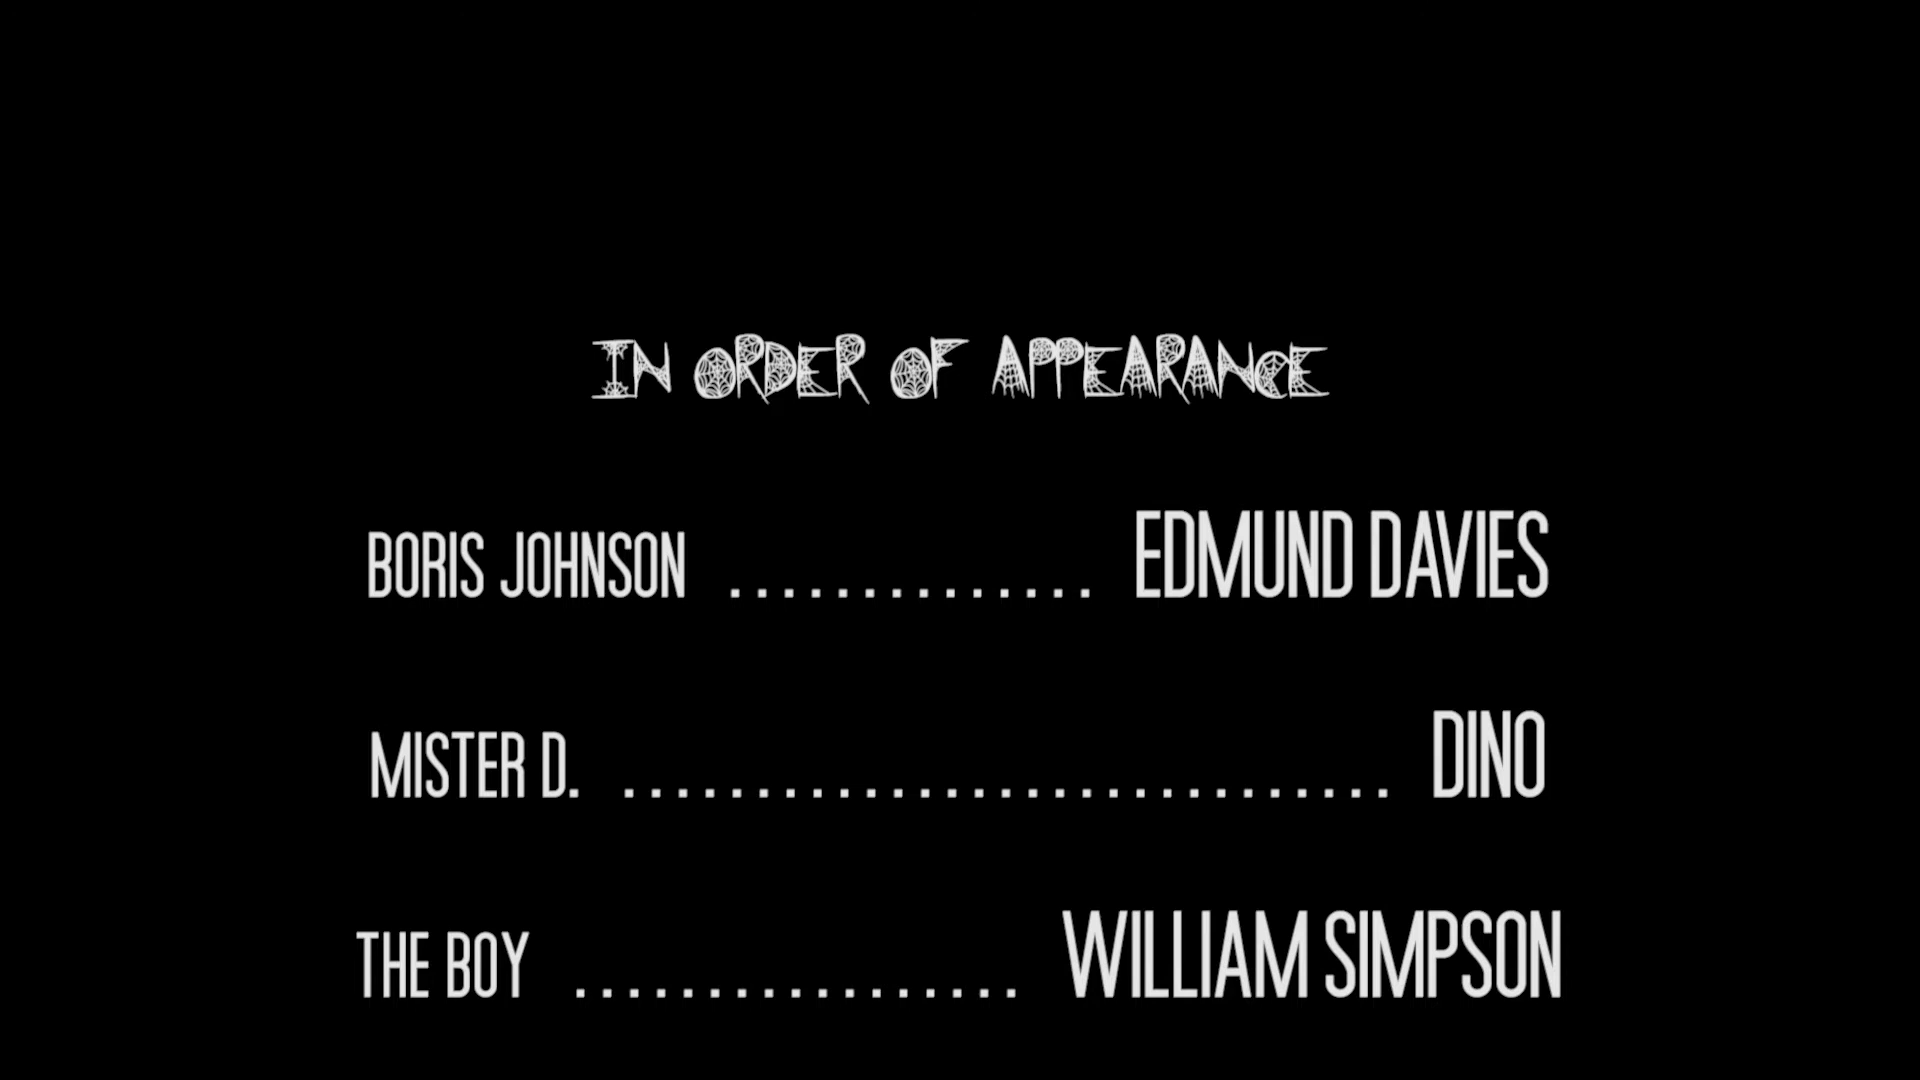 IN ORDER OF APPEARANCE
BORIS JOHNSON .............. EDMUND DAVIES
MISTER D. ............................. DINO
THE BOY ................. WILLIAM SIMPSON